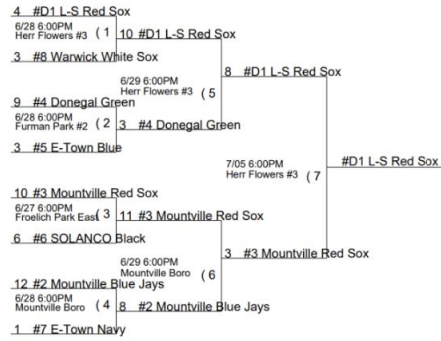 4 #D1 L-S Red Sox
6/28 6:00PM
Herr Flowers #3 ( 1
10 #D1 L-S Red Sox
3 #8 Warwick White Sox
6/29 6:00PM
Herr Flowers #3 ( 5
8 #D1 L-S Red Sox
9 #4 Donegal Green
6/28 6:00PM
Furman Park #2 ( 2
3 #4 Donegal Green
3 #5 E-Town Blue
7/05 6:00PM
Herr Flowers #3 ( 7
#D1 L-S Red Sox
10 #3 Mountville Red Sox
6/27 6:00PM
Froelich Park East ( 3
11 #3 Mountville Red Sox
6 #6 SOLANCO Black
6/29 6:00PM
Mountville Boro ( 6
3 #3 Mountville Red Sox
12 #2 Mountville Blue Jays
6/28 6:00PM
Mountville Boro ( 4
8 #2 Mountville Blue Jays
1 #7 E-Town Navy